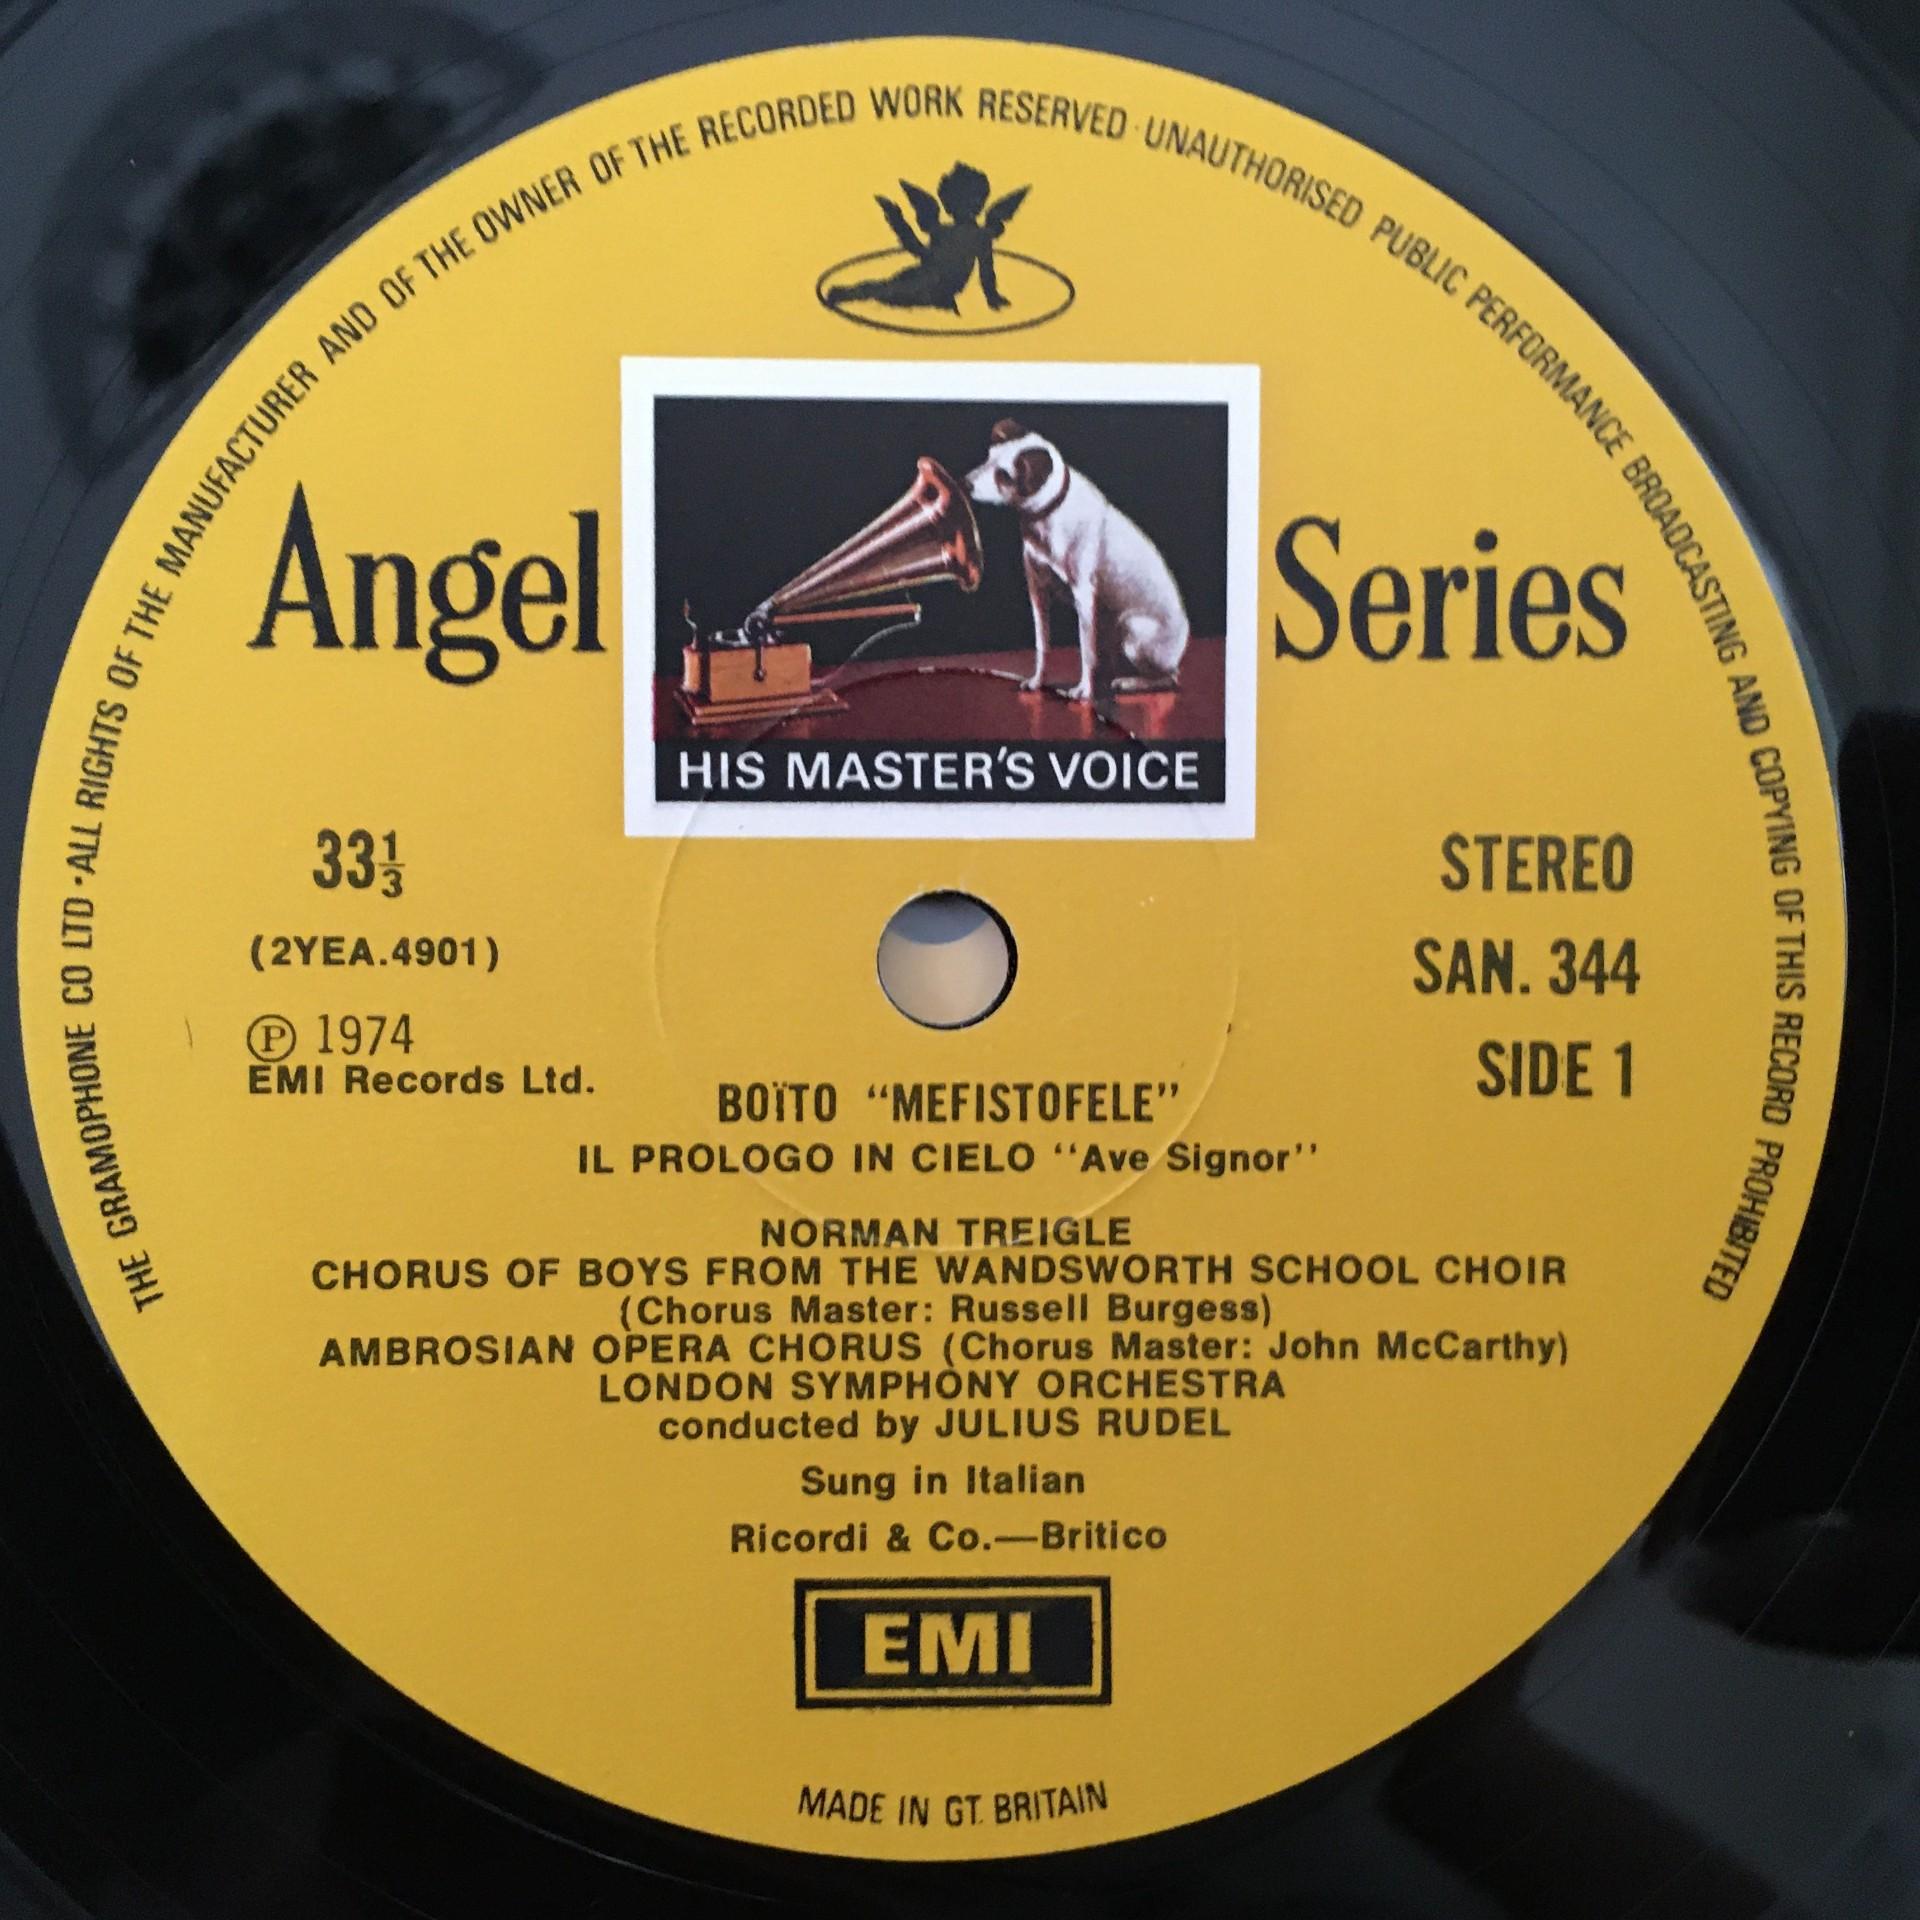 THE GRAMOPHONE CO LTD · ALL RIGHTS OF THE MANUFACTURER AND OF THE OWNER OF THE RECORDED WORK RESERVED · UNAUTHORISED PUBLIC PERFORMANCE BROADCASTING AND COPYING OF THIS RECORD PROHIBITED
Angel Series
HIS MASTER'S VOICE
33⅓
(2YEA.4901)
℗ 1974
EMI Records Ltd.
STEREO
SAN. 344
SIDE 1
BOÏTO “MEFISTOFELE”
IL PROLOGO IN CIELO “Ave Signor”
NORMAN TREIGLE
CHORUS OF BOYS FROM THE WANDSWORTH SCHOOL CHOIR
(Chorus Master: Russell Burgess)
AMBROSIAN OPERA CHORUS (Chorus Master: John McCarthy)
LONDON SYMPHONY ORCHESTRA
conducted by JULIUS RUDEL
Sung in Italian
Ricordi & Co.—Britico
EMI
MADE IN GT. BRITAIN